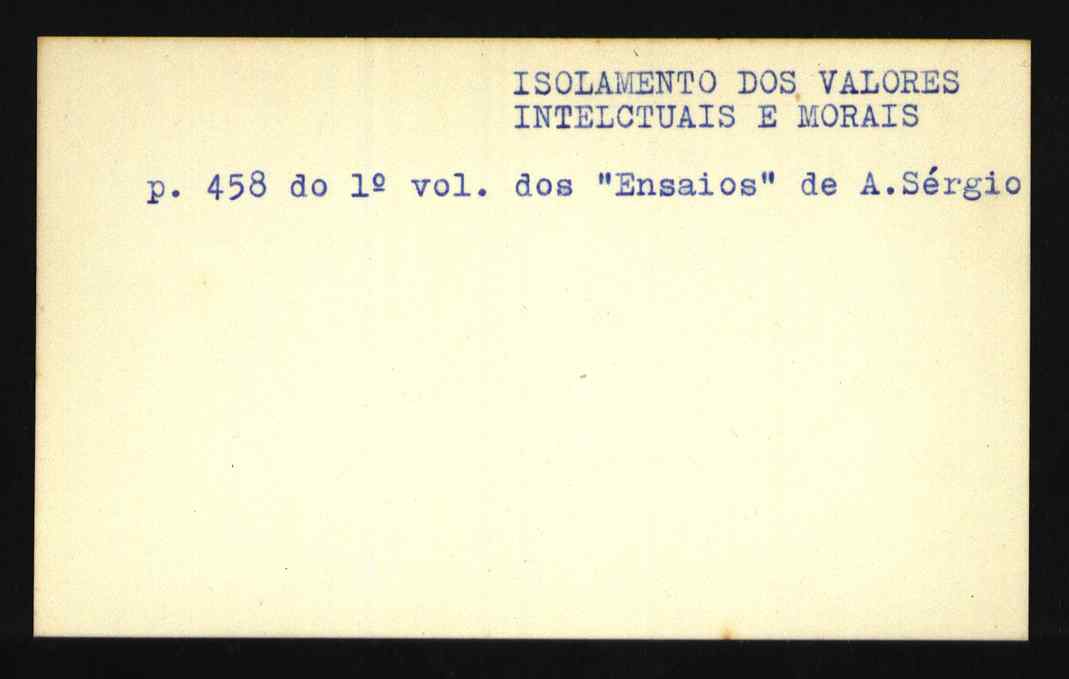 ISOLAMENTO DOS VALORES
INTELCTUAIS E MORAIS
p. 458 do 1º vol. dos "Ensaios" de A.Sérgio